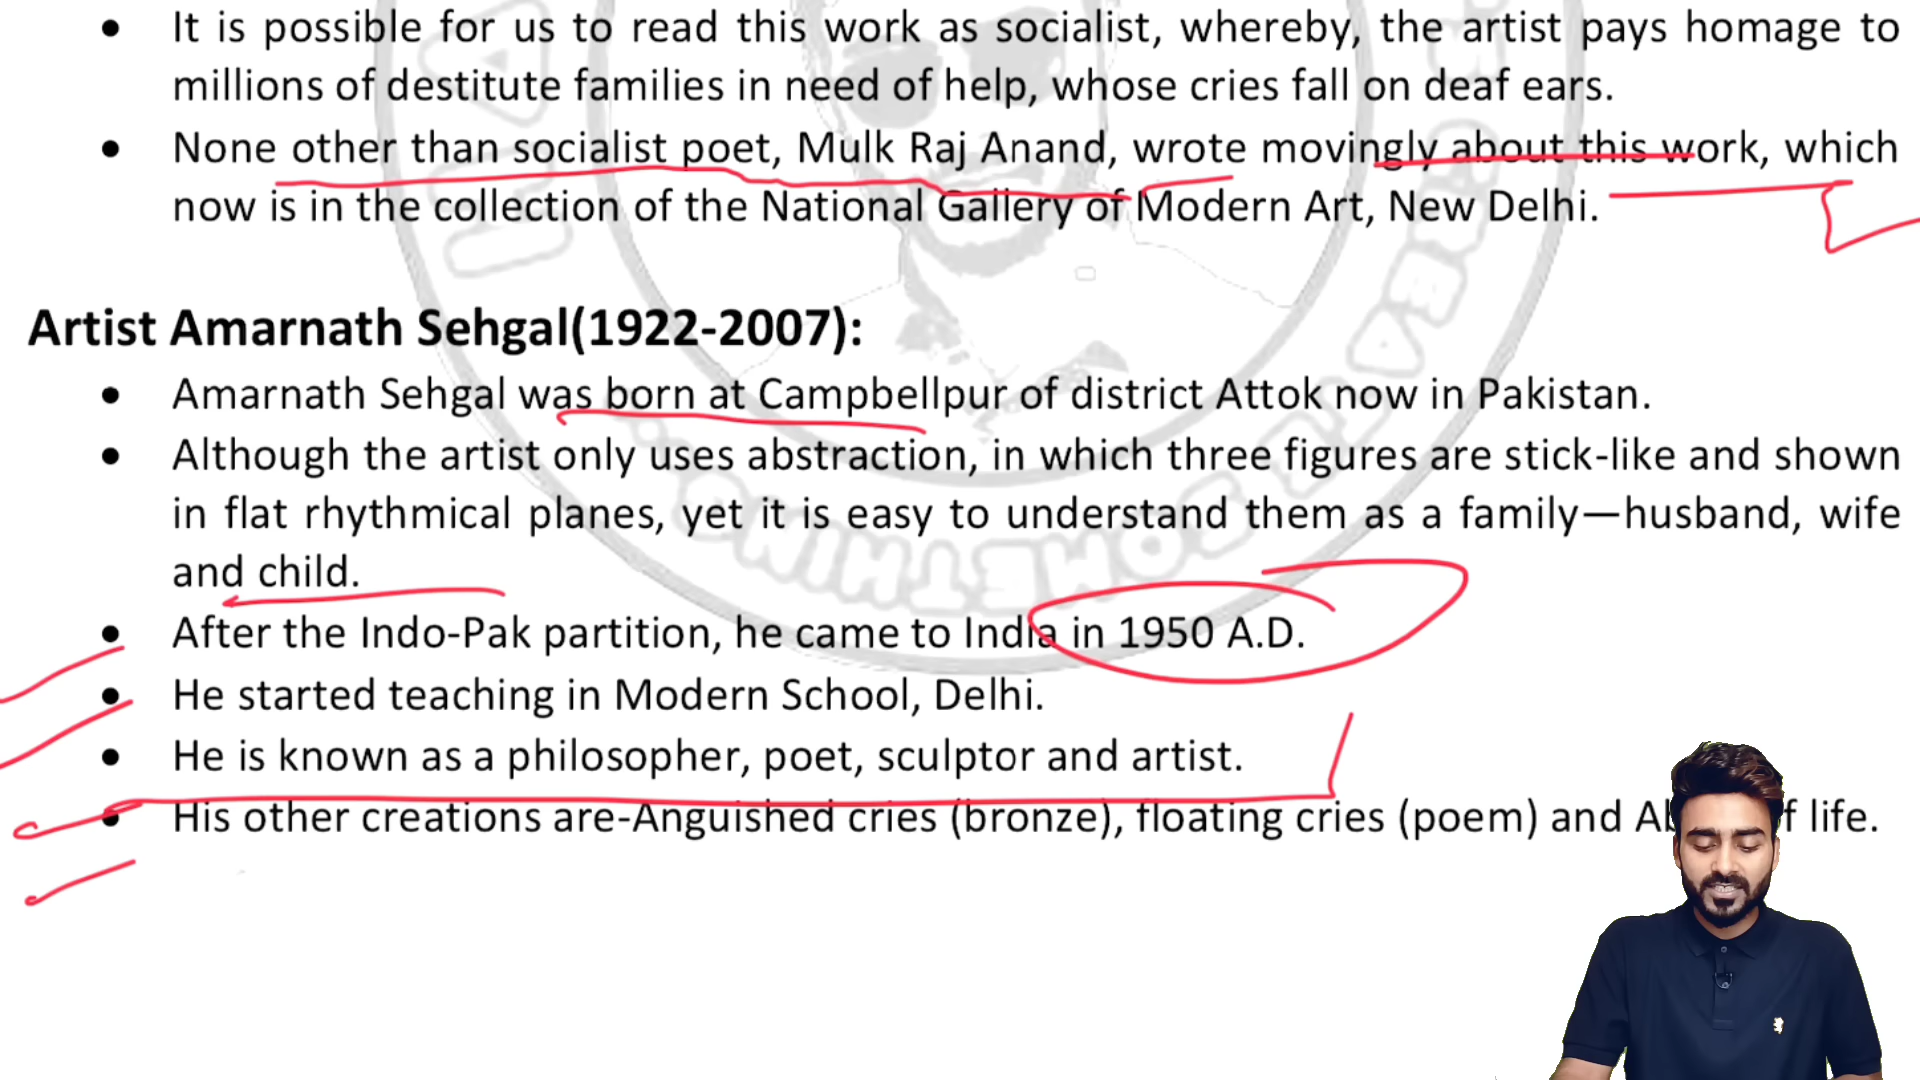 • It is possible for us to read this work as socialist, whereby, the artist pays homage to
millions of destitute families in need of help, whose cries fall on deaf ears.
• None other than socialist poet, Mulk Raj Anand, wrote movingly about this work, which
now is in the collection of the National Gallery of Modern Art, New Delhi.
Artist Amarnath Sehgal(1922-2007):
• Amarnath Sehgal was born at Campbellpur of district Attok now in Pakistan.
• Although the artist only uses abstraction, in which three figures are stick-like and shown
in flat rhythmical planes, yet it is easy to understand them as a family—husband, wife
and child.
• After the Indo-Pak partition, he came to India in 1950 A.D.
• He started teaching in Modern School, Delhi.
• He is known as a philosopher, poet, sculptor and artist.
• His other creations are-Anguished cries (bronze), floating cries (poem) and life.